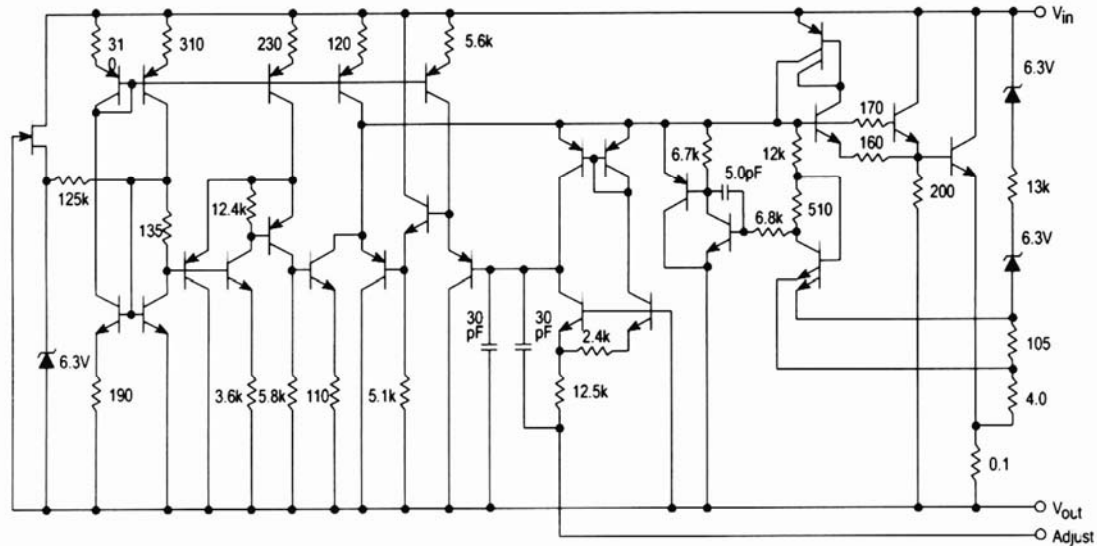 V_in
31
0
310
230
120
5.6k
6.3V
170
160
6.7k
12k
5.0pF
200
13k
125k
12.4k
6.8k
510
135
6.3V
30
pF
30
pF
2.4k
105
6.3V
190
3.6k
5.8k
110
5.1k
12.5k
4.0
0.1
V_out
Adjust